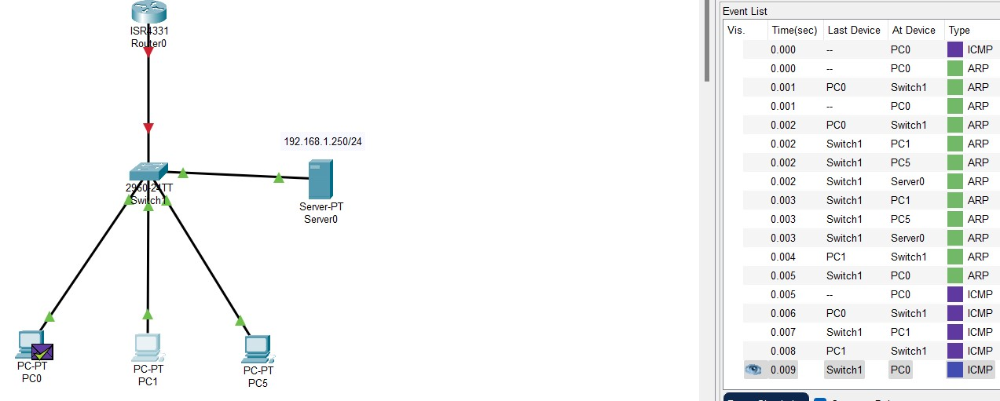 ISR4331
Router0
192.168.1.250/24
2960-24TT
Switch1
Server-PT
Server0
PC-PT
PC0
PC-PT
PC1
PC-PT
PC5
Event List
Vis. Time(sec) Last Device At Device Type
0.000 -- PC0 ICMP
0.000 -- PC0 ARP
0.001 PC0 Switch1 ARP
0.001 -- PC0 ARP
0.002 PC0 Switch1 ARP
0.002 Switch1 PC1 ARP
0.002 Switch1 PC5 ARP
0.002 Switch1 Server0 ARP
0.003 Switch1 PC1 ARP
0.003 Switch1 PC5 ARP
0.003 Switch1 Server0 ARP
0.004 PC1 Switch1 ARP
0.005 Switch1 PC0 ARP
0.005 -- PC0 ICMP
0.006 PC0 Switch1 ICMP
0.007 Switch1 PC1 ICMP
0.008 PC1 Switch1 ICMP
0.009 Switch1 PC0 ICMP